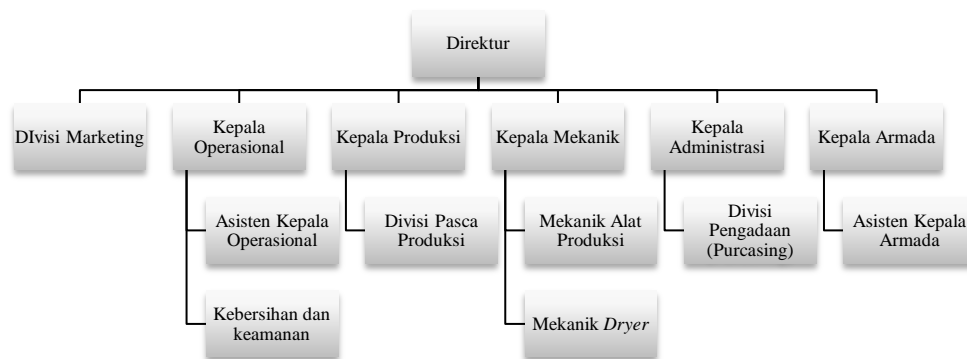 Direktur
DIvisi Marketing
Kepala
Operasional
Kepala Produksi
Kepala Mekanik
Kepala
Administrasi
Kepala Armada
Asisten Kepala
Operasional
Divisi Pasca
Produksi
Mekanik Alat
Produksi
Divisi
Pengadaan
(Purcasing)
Asisten Kepala
Armada
Kebersihan dan
keamanan
Mekanik Dryer